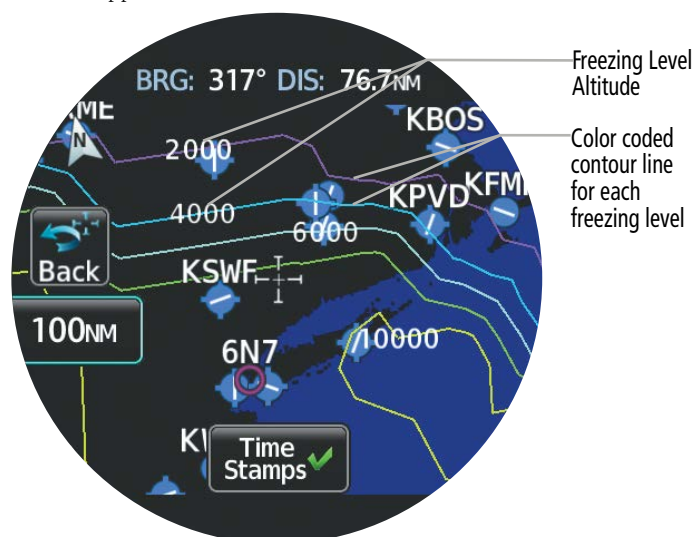 BRG: 317° DIS: 76.7NM
Freezing Level
Altitude
KBOS
2000
Color coded
contour line
for each
freezing level
KPVD
N
4000
6000
Back
KSWF
100NM
6N7
10000
Time
Stamps